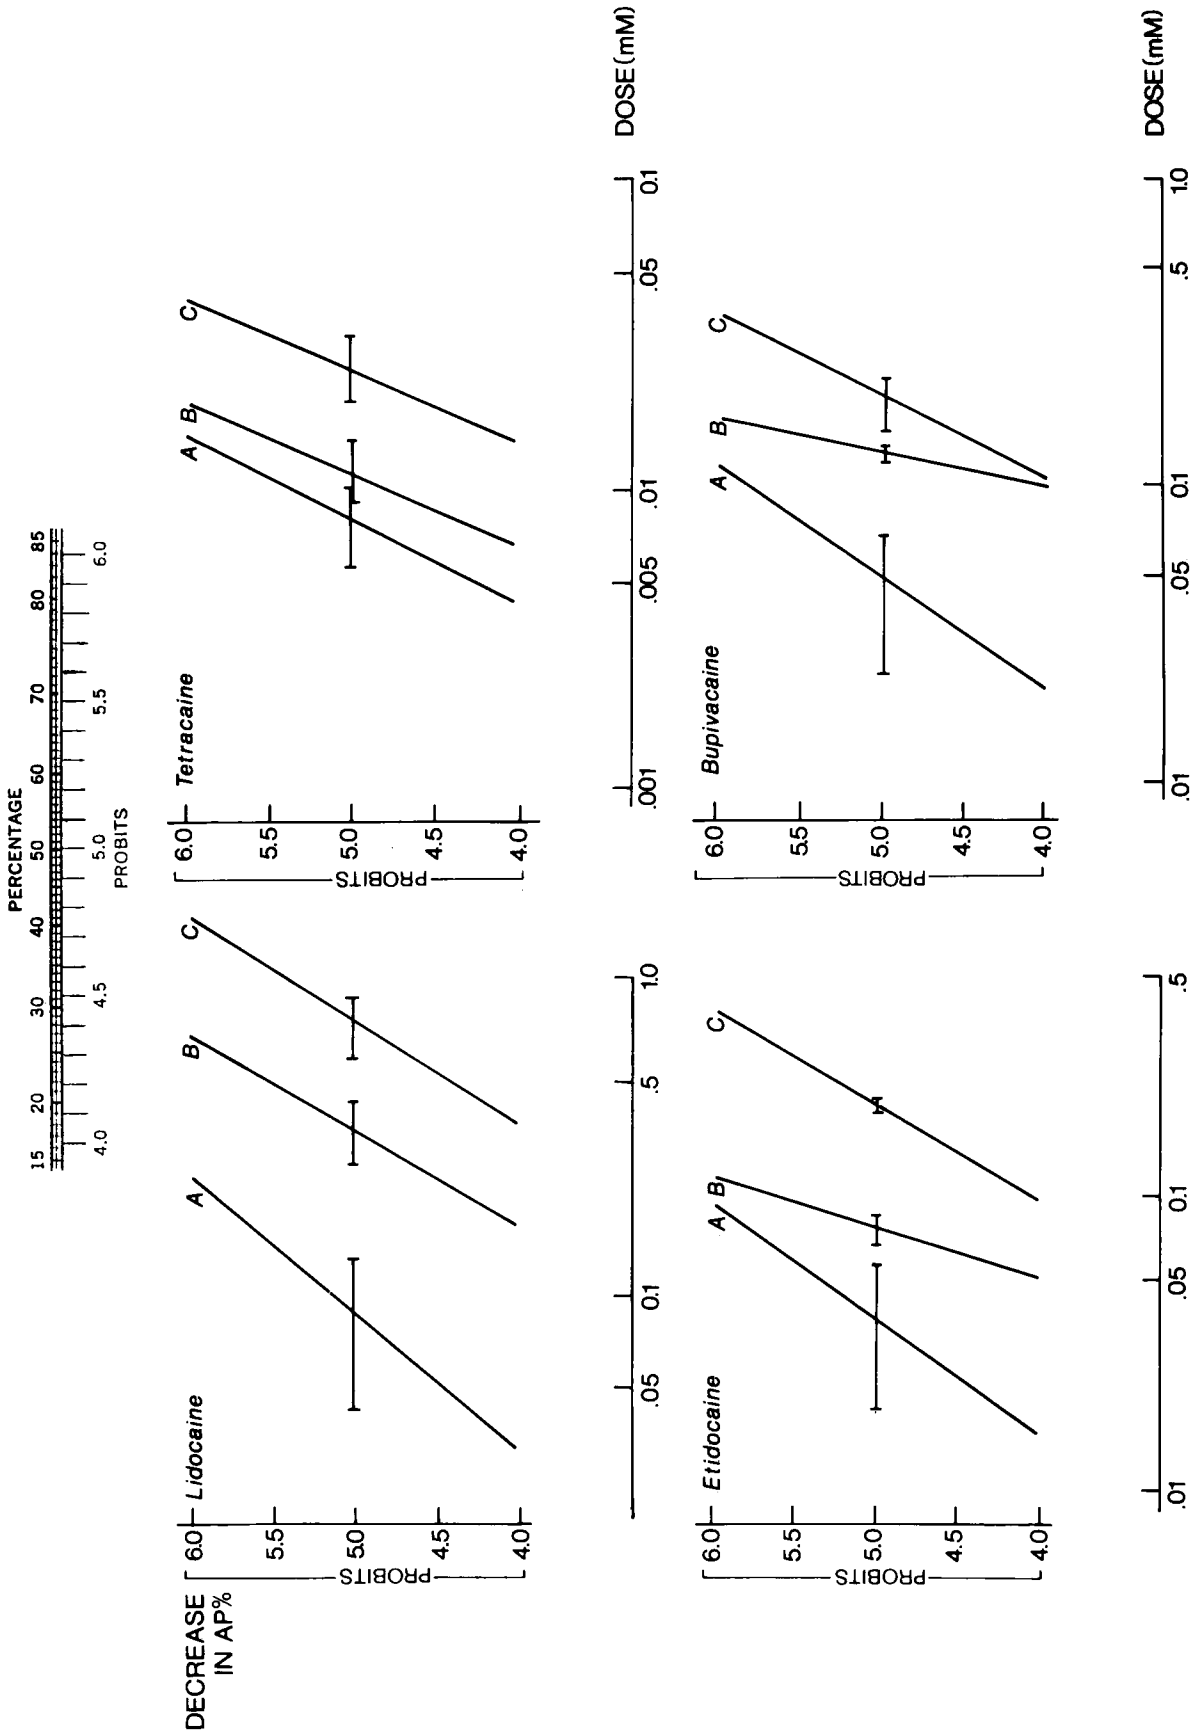 PERCENTAGE
15 20 30 40 50 60 70 80 85
4.0 4.5 5.0 5.5 6.0
PROBITS
DECREASE
IN AP%
Lidocaine
6.0
5.5
5.0
4.5
4.0
PROBITS
A
B
C
.05 0.1 .5 1.0
Tetracaine
6.0
5.5
5.0
4.5
4.0
PROBITS
A
B
C
.001 .005 .01 .05 0.1
DOSE (mM)
Etidocaine
6.0
5.5
5.0
4.5
4.0
PROBITS
A
B
C
.01 .05 0.1 .5
Bupivacaine
6.0
5.5
5.0
4.5
4.0
PROBITS
A
B
C
.01 .05 0.1 .5 1.0
DOSE (mM)